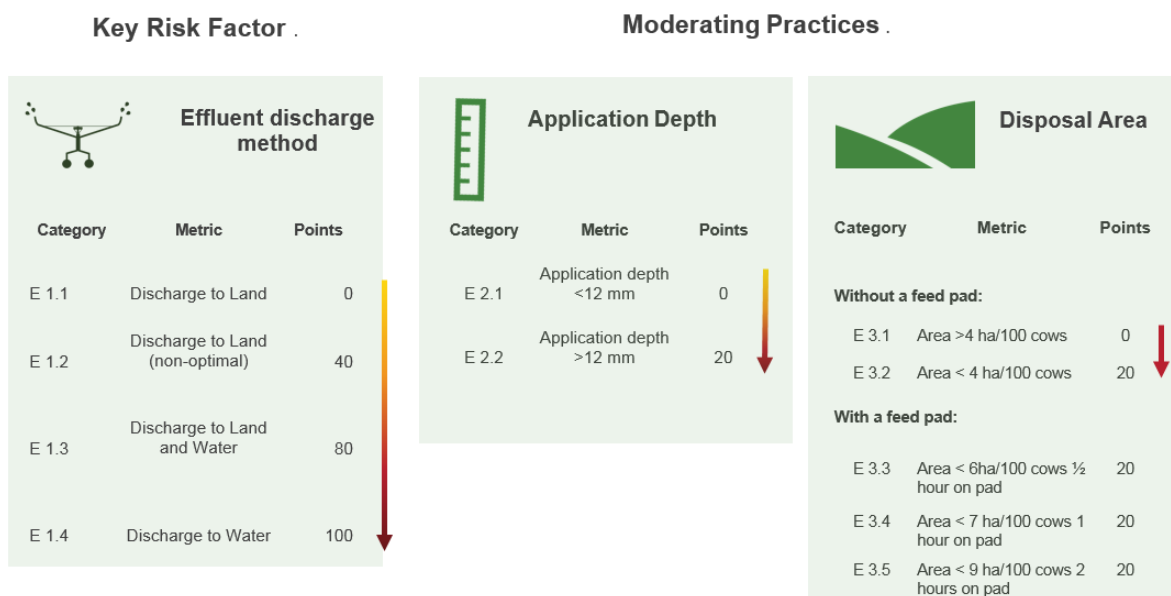 Key Risk Factor .
Moderating Practices .
Effluent discharge
method
Category Metric Points
E 1.1 Discharge to Land 0
E 1.2 Discharge to Land
(non-optimal) 40
E 1.3 Discharge to Land
and Water 80
E 1.4 Discharge to Water 100
Application Depth
Category Metric Points
E 2.1 Application depth
<12 mm 0
E 2.2 Application depth
>12 mm 20
Disposal Area
Category Metric Points
Without a feed pad:
E 3.1 Area >4 ha/100 cows 0
E 3.2 Area < 4 ha/100 cows 20
With a feed pad:
E 3.3 Area < 6ha/100 cows ½ 20
hour on pad
E 3.4 Area < 7 ha/100 cows 1 20
hour on pad
E 3.5 Area < 9 ha/100 cows 2 20
hours on pad